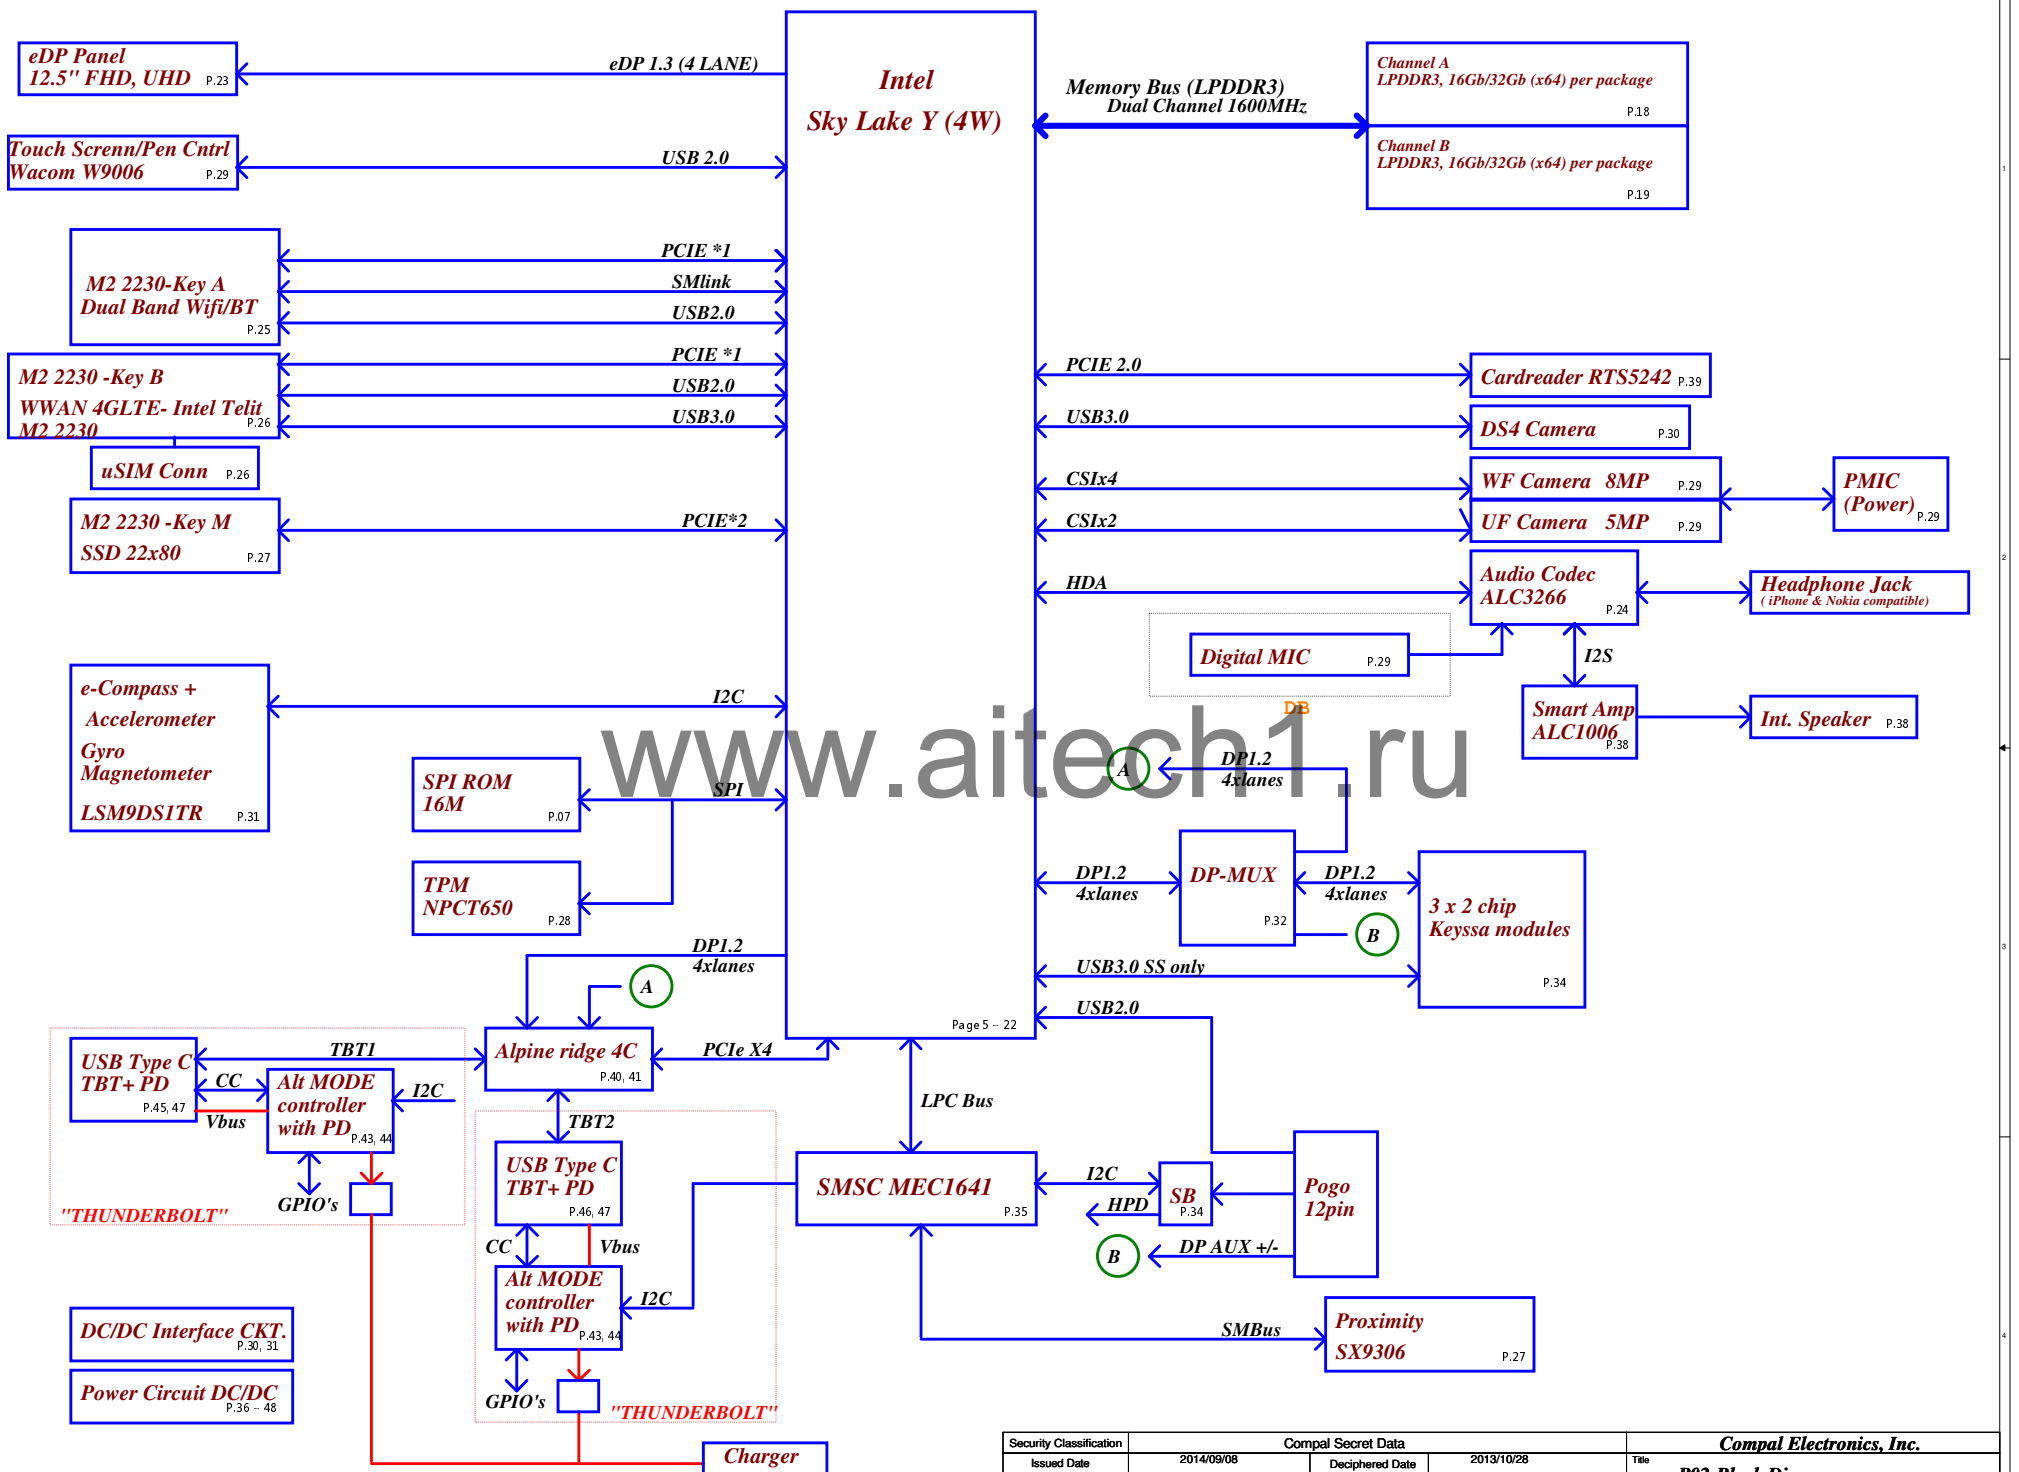 eDP Panel
12.5" FHD, UHD P.23
eDP 1.3 (4 LANE)
Intel
Sky Lake Y (4W)
Memory Bus (LPDDR3)
Dual Channel 1600MHz
Channel A
LPDDR3, 16Gb/32Gb (x64) per package
P.18
Channel B
LPDDR3, 16Gb/32Gb (x64) per package
P.19
Touch Screnn/Pen Cntrl
Wacom W9006 P.29
USB 2.0
M2 2230-Key A
Dual Band Wifi/BT
P.25
PCIE *1
SMlink
USB2.0
M2 2230 -Key B
WWAN 4GLTE- Intel Telit
M2 2230
P.26
PCIE *1
USB2.0
USB3.0
uSIM Conn P.26
M2 2230 -Key M
SSD 22x80
P.27
PCIE*2
PCIE 2.0
Cardreader RTS5242 P.39
USB3.0
DS4 Camera P.30
CSIx4
WF Camera 8MP P.29
CSIx2
UF Camera 5MP P.29
PMIC
(Power)
P.29
HDA
Audio Codec
ALC3266
P.24
Headphone Jack
( iPhone & Nokia compatible)
Digital MIC P.29
DB
I2S
Smart Amp
ALC1006
P.38
Int. Speaker P.38
e-Compass +
Accelerometer
Gyro
Magnetometer
LSM9DS1TR P.31
I2C
www.aitech1.ru
SPI ROM
16M
P.07
SPI
TPM
NPCT650
P.28
A
DP1.2
4xlanes
DP1.2
4xlanes
DP-MUX
P.32
DP1.2
4xlanes
B
3 x 2 chip
Keyssa modules
P.34
USB3.0 SS only
USB2.0
DP1.2
4xlanes
A
Page 5 - 22
Alpine ridge 4C
P.40, 41
PCIe X4
TBT1
USB Type C
TBT+ PD
P.45, 47
CC
Vbus
Alt MODE
controller
with PD
P.43, 44
I2C
GPIO's
"THUNDERBOLT"
TBT2
USB Type C
TBT+ PD
P.46, 47
CC
Vbus
Alt MODE
controller
with PD
P.43, 44
I2C
GPIO's
"THUNDERBOLT"
LPC Bus
SMSC MEC1641
P.35
I2C
HPD
SB
P.34
Pogo
12pin
B
DP AUX +/-
SMBus
Proximity
SX9306
P.27
DC/DC Interface CKT.
P.30, 31
Power Circuit DC/DC
P.36 - 48
Charger
Security Classification
Compal Secret Data
Compal Electronics, Inc.
Issued Date
2014/09/08
Deciphered Date
2013/10/28
Title
1
2
3
4